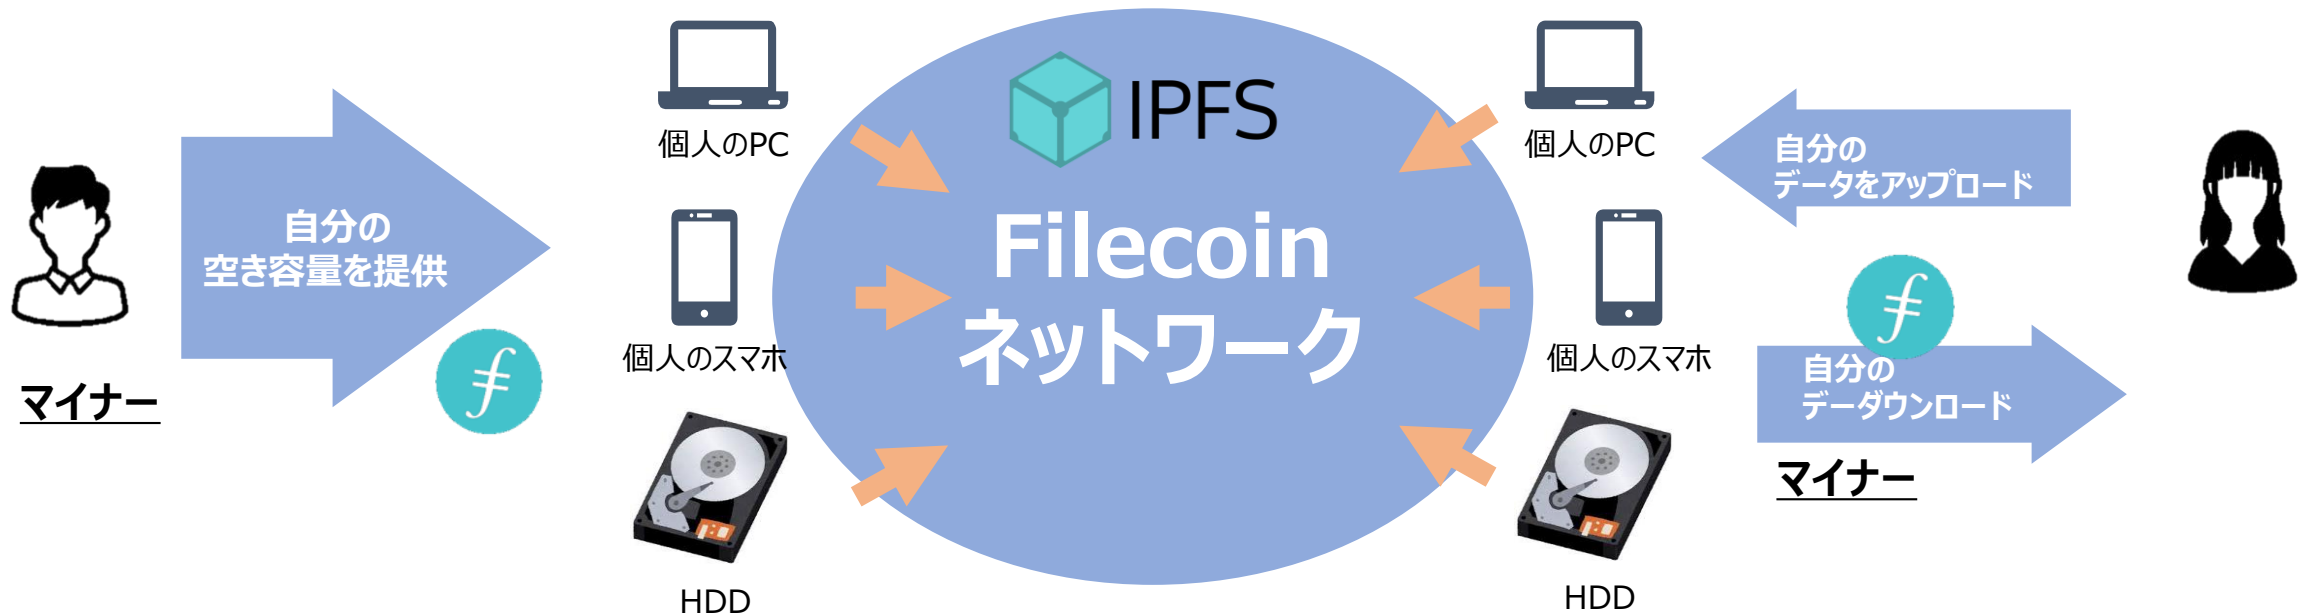 自分の
空き容量を提供
マイナー
個人のPC
個人のスマホ
HDD
IPFS
Filecoin
ネットワーク
個人のPC
個人のスマホ
HDD
自分の
データをアップロード
自分の
デーダウンロード
マイナー